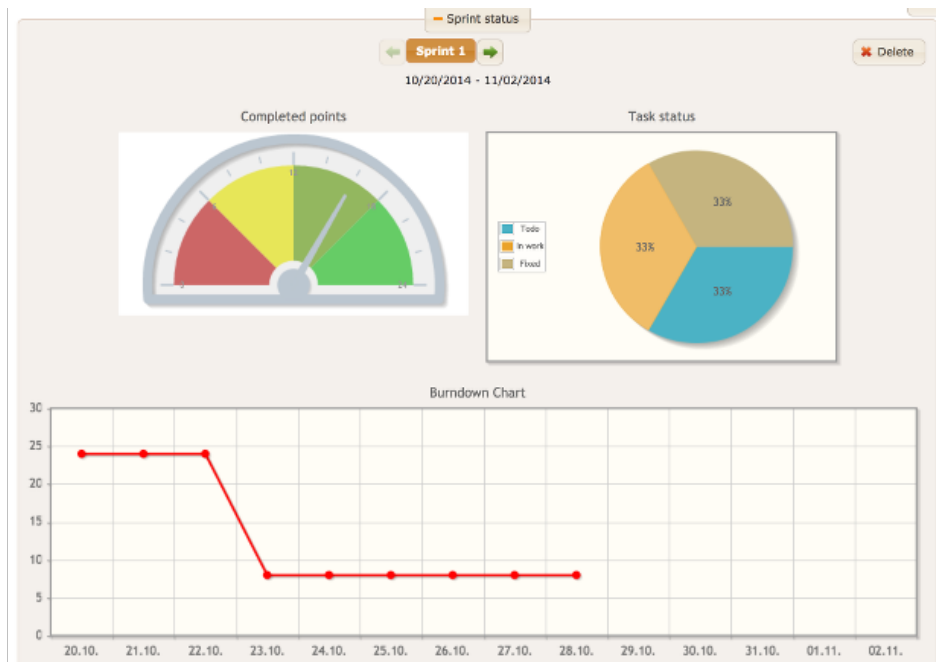 Sprint status
Sprint 1
Delete
10/20/2014 - 11/02/2014
Completed points
Task status
24
Todo
In work
Fixed
33%
33%
33%
Burndown Chart
30
25
20
15
10
5
0
20.10. 21.10. 22.10. 23.10. 24.10. 25.10. 26.10. 27.10. 28.10. 29.10. 30.10. 31.10. 01.11. 02.11.